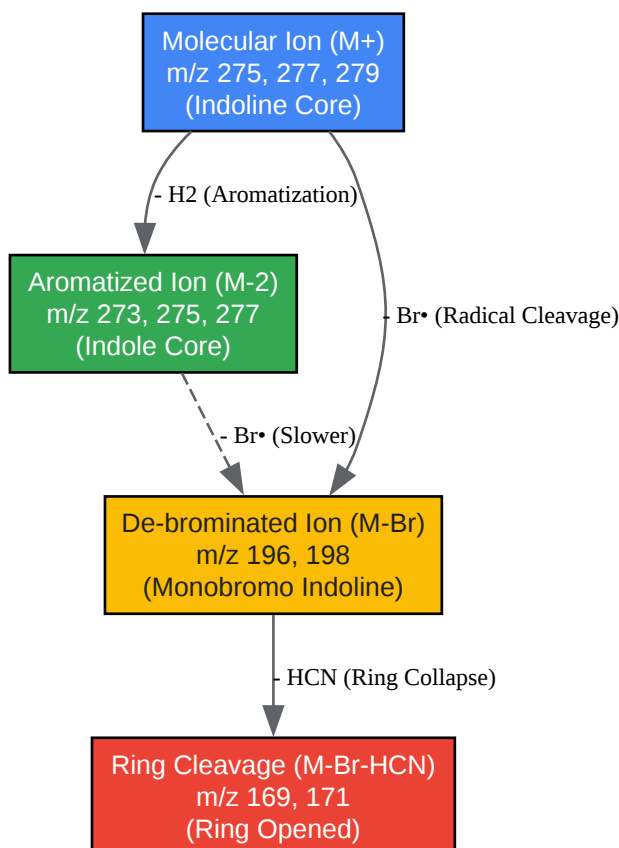 Molecular Ion (M+)
m/z 275, 277, 279
(Indoline Core)
- H2 (Aromatization)
Aromatized Ion (M-2)
m/z 273, 275, 277
(Indole Core)
- Br• (Radical Cleavage)
- Br• (Slower)
De-brominated Ion (M-Br)
m/z 196, 198
(Monobromo Indoline)
- HCN (Ring Collapse)
Ring Cleavage (M-Br-HCN)
m/z 169, 171
(Ring Opened)